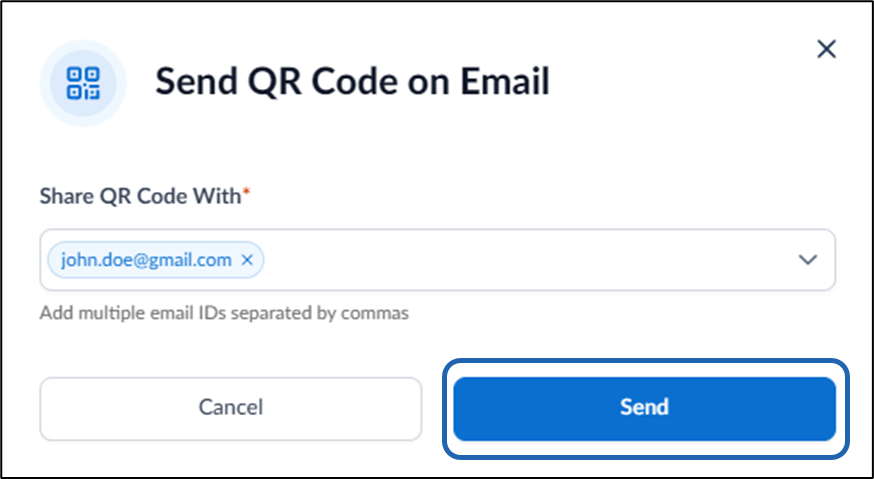 Send QR Code on Email
Share QR Code With*
john.doe@gmail.com ×
Add multiple email IDs separated by commas
Cancel
Send